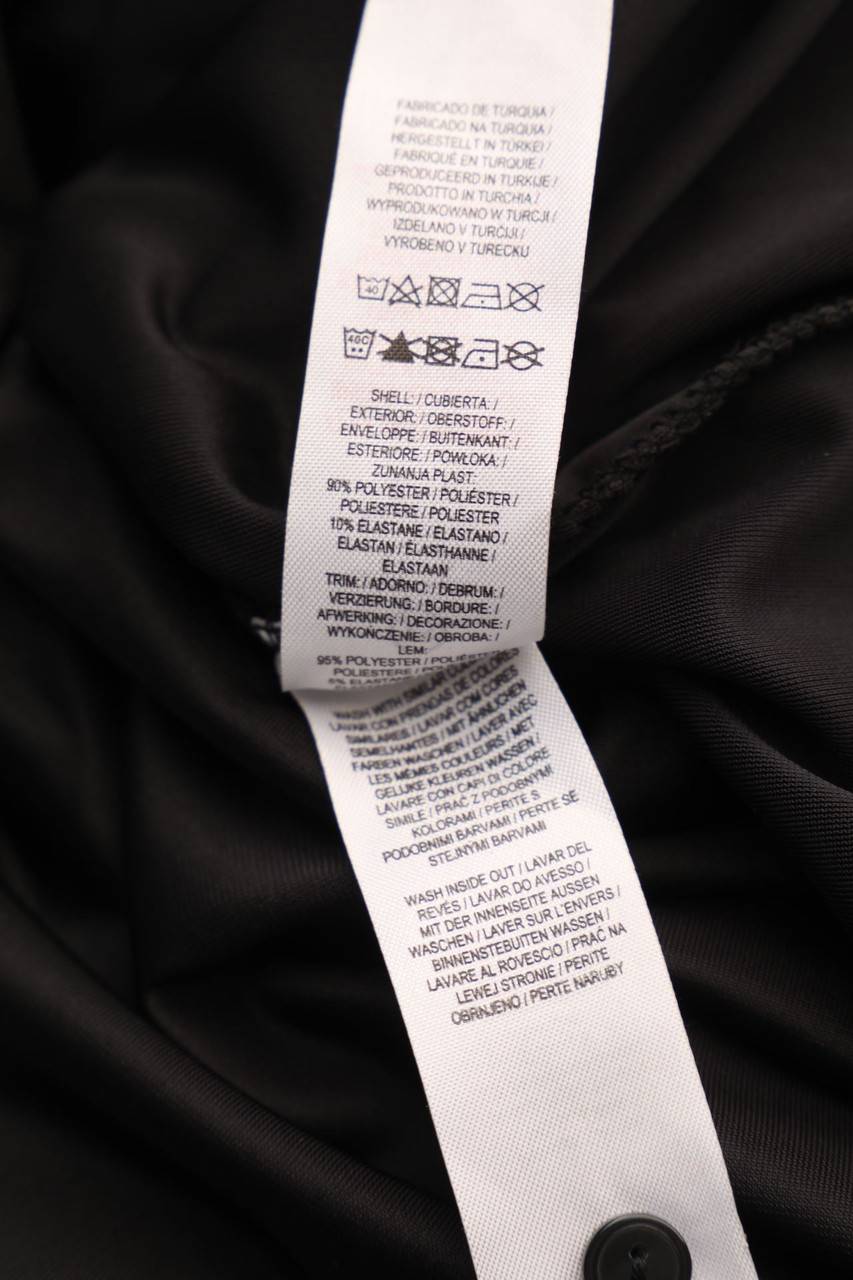 FABRICADO DE TURQUIA /
FABRICADO NA TURQUIA /
HERGESTELLT IN TÜRKEI /
FABRIQUÉ EN TURQUIE /
GEPRODUCEERD IN TURKIJE /
PRODOTTO IN TURCHIA /
WYPRODUKOWANO W TURCJI /
IZDELANO V TURČIJI /
VYROBENO V TURECKU
40
40C
SHELL: / CUBIERTA: /
EXTERIOR: / OBERSTOFF: /
ENVELOPPE: / BUITENKANT: /
ESTERIORE: / POWŁOKA: /
ZUNANJA PLAST:
90% POLYESTER / POLIÉSTER /
POLIESTERE / POLIESTER
10% ELASTANE / ELASTANO /
ELASTAN / ÉLASTHANNE /
ELASTAAN
TRIM: / ADORNO: / DEBRUM: /
VERZIERUNG: / BORDURE: /
AFWERKING: / DECORAZIONE: /
WYKOŃCZENIE: / OBROBA: /
LEM:
95% POLYESTER / POLIÉSTER
POLIESTERE / POLIESTER
WASH WITH SIMILAR
LAVAR CON PRENDAS DE COLORES
SIMILARES / LAVAR COM CORES
SEMELHANTES / MIT ÄHNLICHEN
FARBEN WASCHEN / LAVER AVEC
LES MÊMES COULEURS / MET
GELIJKE KLEUREN WASSEN /
LAVARE CON CAPI DI COLORE
SIMILE / PRAĆ Z PODOBNYMI
KOLORAMI / PERITE S
PODOBNIMI BARVAMI / PERTE SE
STEJNÝMI BARVAMI
WASH INSIDE OUT / LAVAR DEL
REVÉS / LAVAR DO AVESSO /
MIT DER INNENSEITE AUSSEN
WASCHEN / LAVER SUR L'ENVERS /
BINNENSTEBUITEN WASSEN /
LAVARE AL ROVESCIO / PRAĆ NA
LEWEJ STRONIE / PERITE
OBRNJENO / PERTE NARUBY